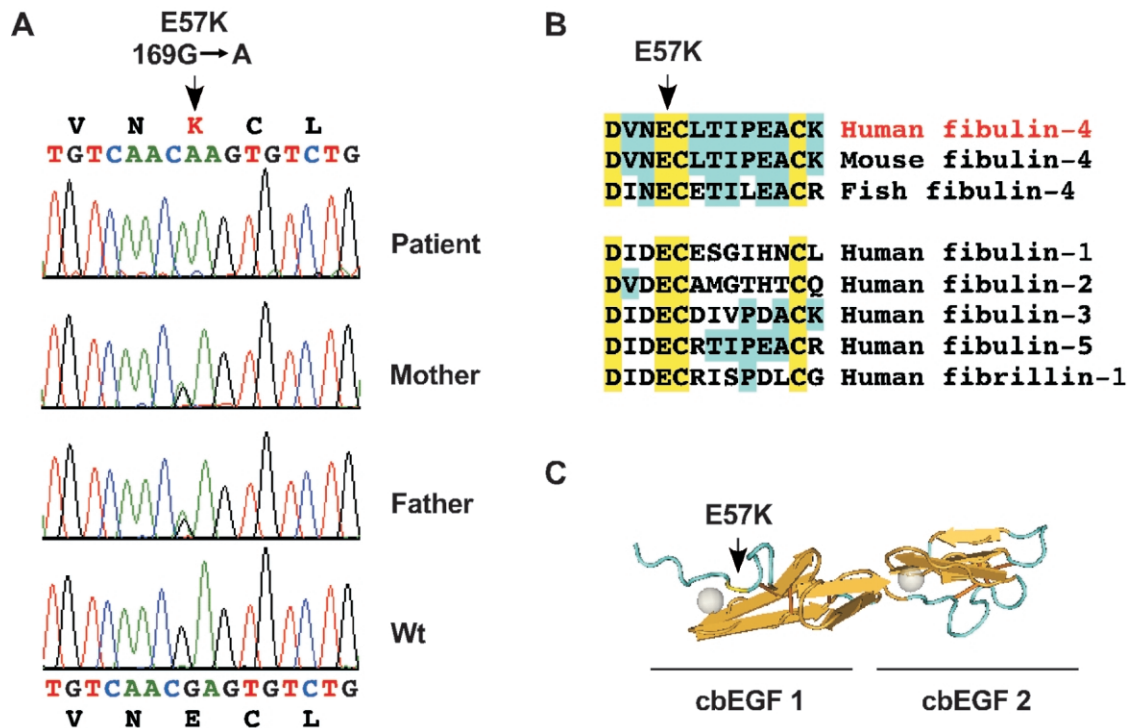 A
E57K
169G→A
V N K C L
TGTCAACAAGTGTCTG
Patient
Mother
Father
Wt
TGTCAACGAGTGTCTG
V N E C L
B
E57K
DVNECLTIPEACK Human fibulin-4
DVNECLTIPEACK Mouse fibulin-4
DINECETILEACR Fish fibulin-4
DIDECESGIHNCL Human fibulin-1
DVDECAMGTHTCQ Human fibulin-2
DIDECDIVPDACK Human fibulin-3
DIDECRTIPEACR Human fibulin-5
DIDECRISPDLCG Human fibrillin-1
C
E57K
cbEGF 1 cbEGF 2